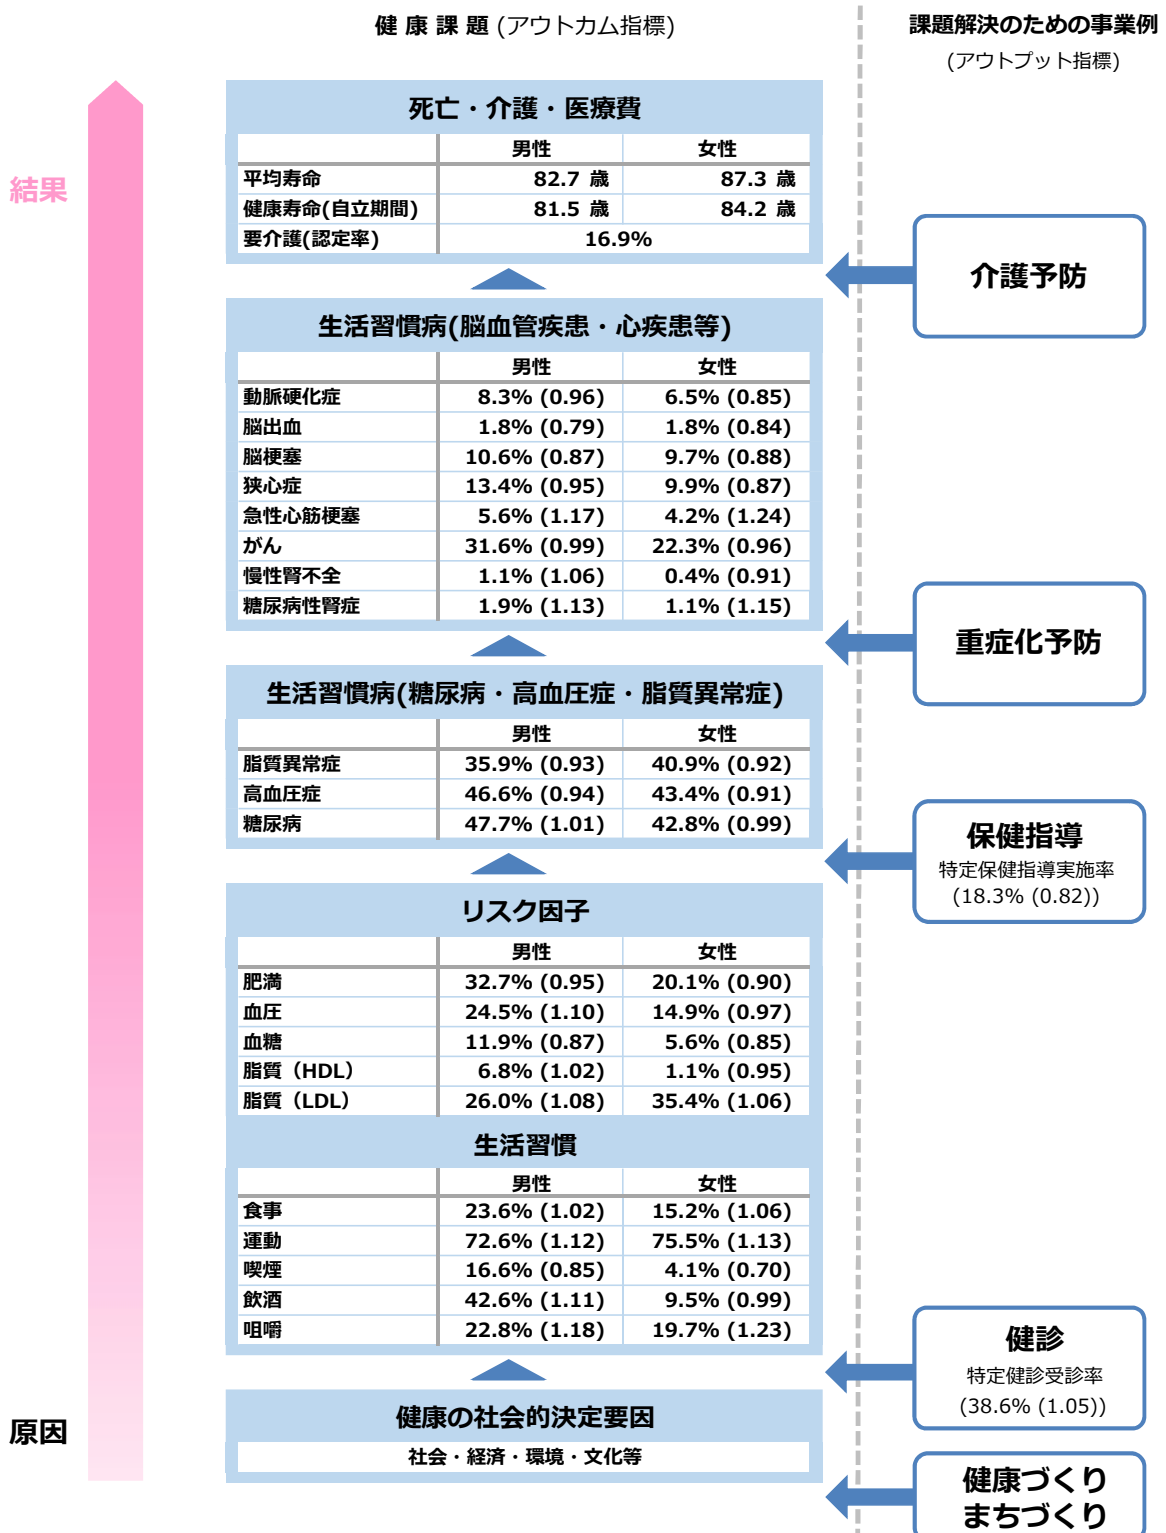 健 康 課 題 (アウトカム指標)
課題解決のための事業例
(アウトプット指標)
結果
死亡・介護・医療費
男性 女性
平均寿命 82.7 歳 87.3 歳
健康寿命(自立期間) 81.5 歳 84.2 歳
要介護(認定率) 16.9%
介護予防
生活習慣病(脳血管疾患・心疾患等)
男性 女性
動脈硬化症 8.3% (0.96) 6.5% (0.85)
脳出血 1.8% (0.79) 1.8% (0.84)
脳梗塞 10.6% (0.87) 9.7% (0.88)
狭心症 13.4% (0.95) 9.9% (0.87)
急性心筋梗塞 5.6% (1.17) 4.2% (1.24)
がん 31.6% (0.99) 22.3% (0.96)
慢性腎不全 1.1% (1.06) 0.4% (0.91)
糖尿病性腎症 1.9% (1.13) 1.1% (1.15)
重症化予防
生活習慣病(糖尿病・高血圧症・脂質異常症)
男性 女性
脂質異常症 35.9% (0.93) 40.9% (0.92)
高血圧症 46.6% (0.94) 43.4% (0.91)
糖尿病 47.7% (1.01) 42.8% (0.99)
保健指導
特定保健指導実施率
(18.3% (0.82))
リスク因子
男性 女性
肥満 32.7% (0.95) 20.1% (0.90)
血圧 24.5% (1.10) 14.9% (0.97)
血糖 11.9% (0.87) 5.6% (0.85)
脂質（HDL） 6.8% (1.02) 1.1% (0.95)
脂質（LDL） 26.0% (1.08) 35.4% (1.06)
生活習慣
男性 女性
食事 23.6% (1.02) 15.2% (1.06)
運動 72.6% (1.12) 75.5% (1.13)
喫煙 16.6% (0.85) 4.1% (0.70)
飲酒 42.6% (1.11) 9.5% (0.99)
咀嚼 22.8% (1.18) 19.7% (1.23)
健診
特定健診受診率
(38.6% (1.05))
原因
健康の社会的決定要因
社会・経済・環境・文化等
健康づくり
まちづくり